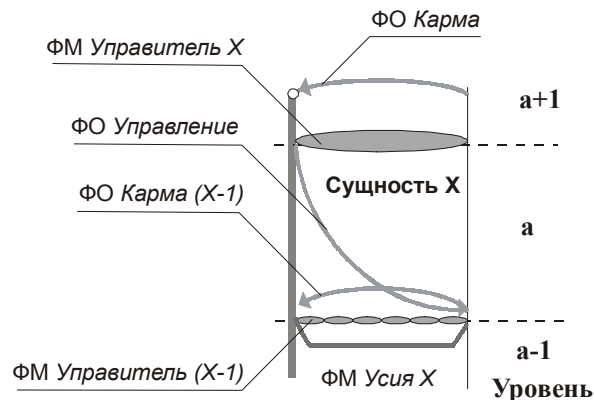 ФО Карма
ФМ Управитель X
a+1
ФО Управление
Сущность X
ФО Карма (X-1)
a
a-1
ФМ Управитель (X-1)
ФМ Усия X
Уровень